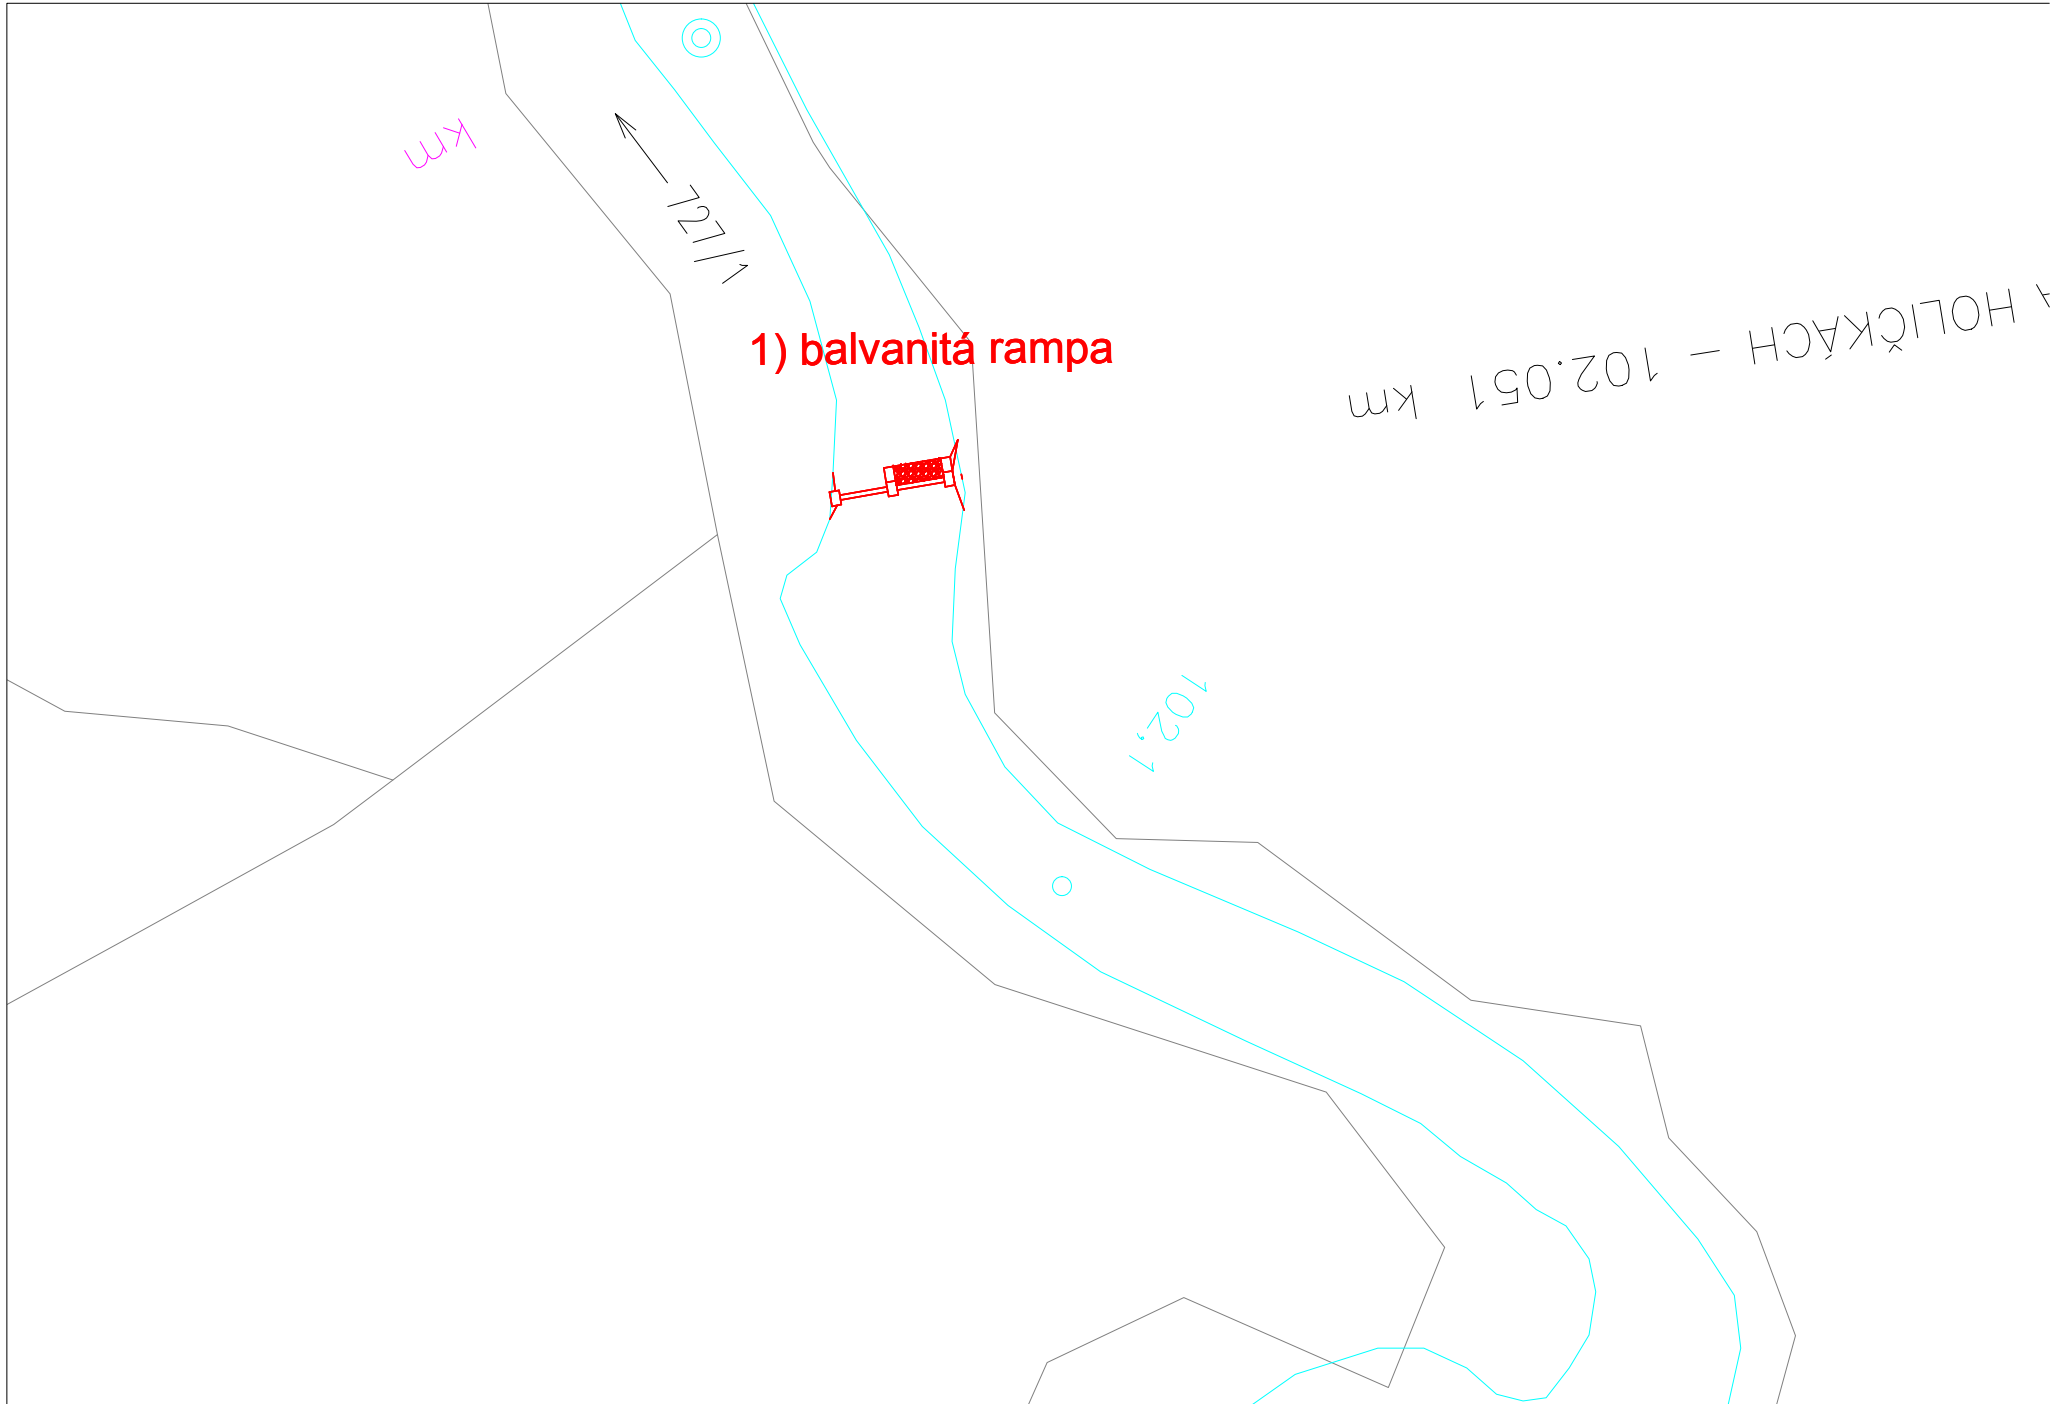 km
1/727
1) balvanitá rampa
HOLIČKÁCH – 102.051 km
102,1